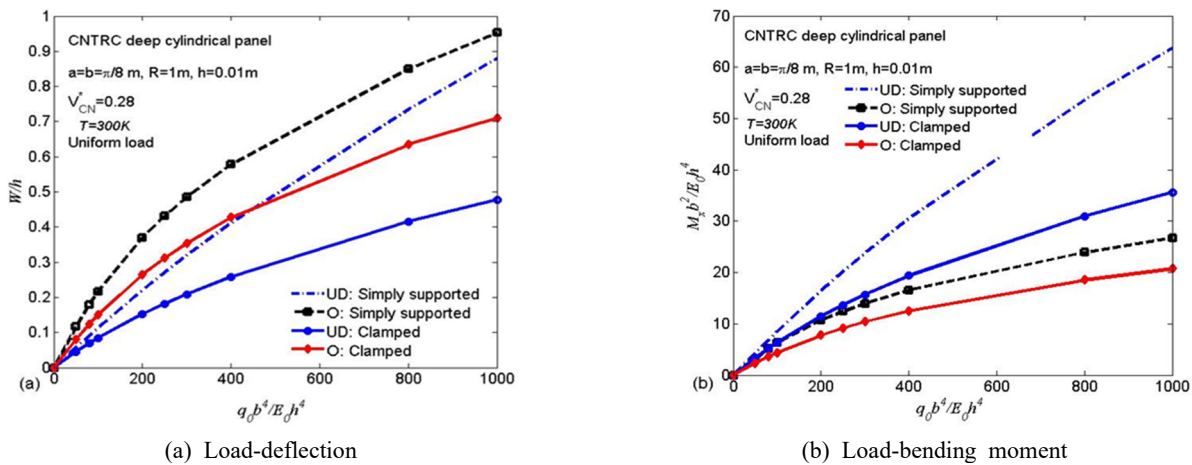 1
0.9
0.8
0.7
0.6
0.5
0.4
0.3
0.2
0.1
0
W/h
CNTRC deep cylindrical panel
a=b=π/8 m, R=1m, h=0.01m
V*CN=0.28
T=300K
Uniform load
UD: Simply supported
O: Simply supported
UD: Clamped
O: Clamped
(a)
0 200 400 600 800 1000
q0b4/E0h4
(a) Load-deflection
70
60
50
40
30
20
10
0
Mxb2/E0h4
CNTRC deep cylindrical panel
a=b=π/8 m, R=1m, h=0.01m
V*CN=0.28
T=300K
Uniform load
UD: Simply supported
O: Simply supported
UD: Clamped
O: Clamped
(b)
0 200 400 600 800 1000
q0b4/E0h4
(b) Load-bending moment